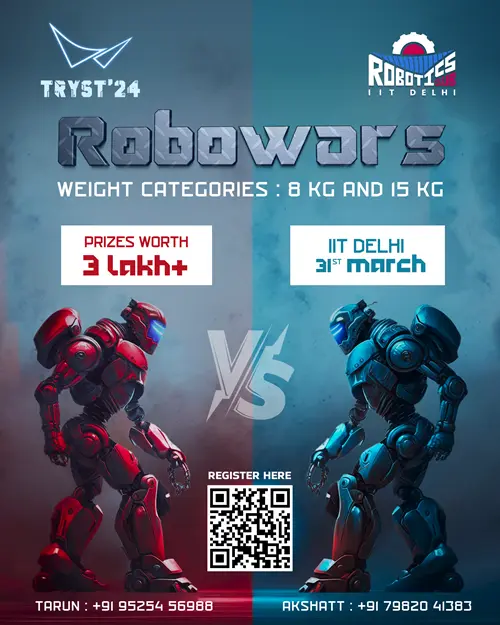 TRYST'24
ROBOTICS
IIT DELHI
Robowars
WEIGHT CATEGORIES : 8 KG AND 15 KG
PRIZES WORTH
3 lakh+
IIT DELHI
31ST march
VS
REGISTER HERE
TARUN : +91 95254 56988
AKSHATT : +91 79820 41383